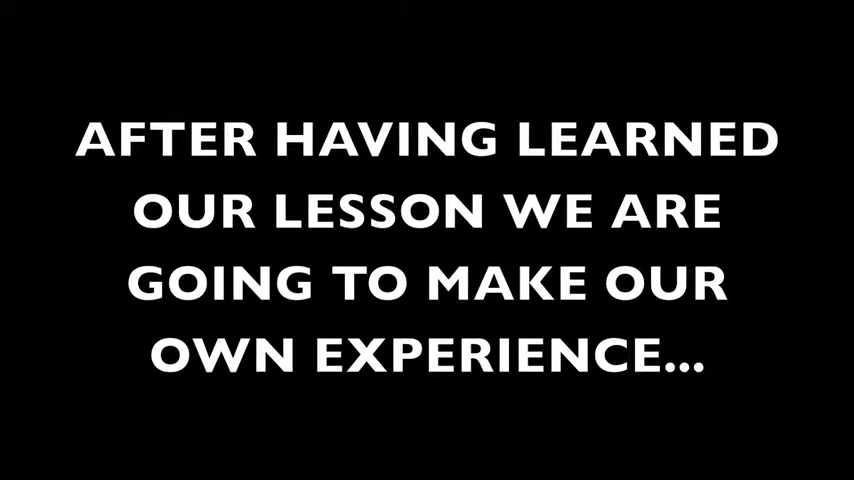 AFTER HAVING LEARNED
OUR LESSON WE ARE
GOING TO MAKE OUR
OWN EXPERIENCE...